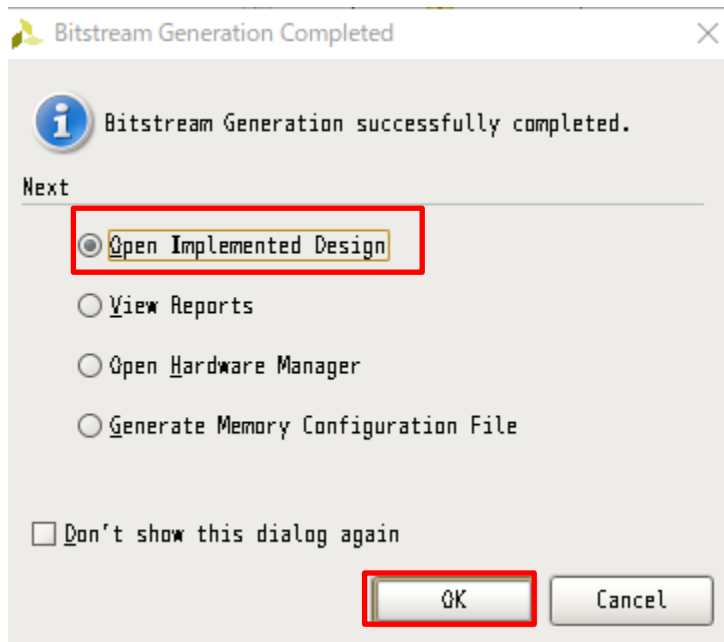 Bitstream Generation Completed
Bitstream Generation successfully completed.
Next
Open Implemented Design
View Reports
Open Hardware Manager
Generate Memory Configuration File
Don't show this dialog again
OK
Cancel